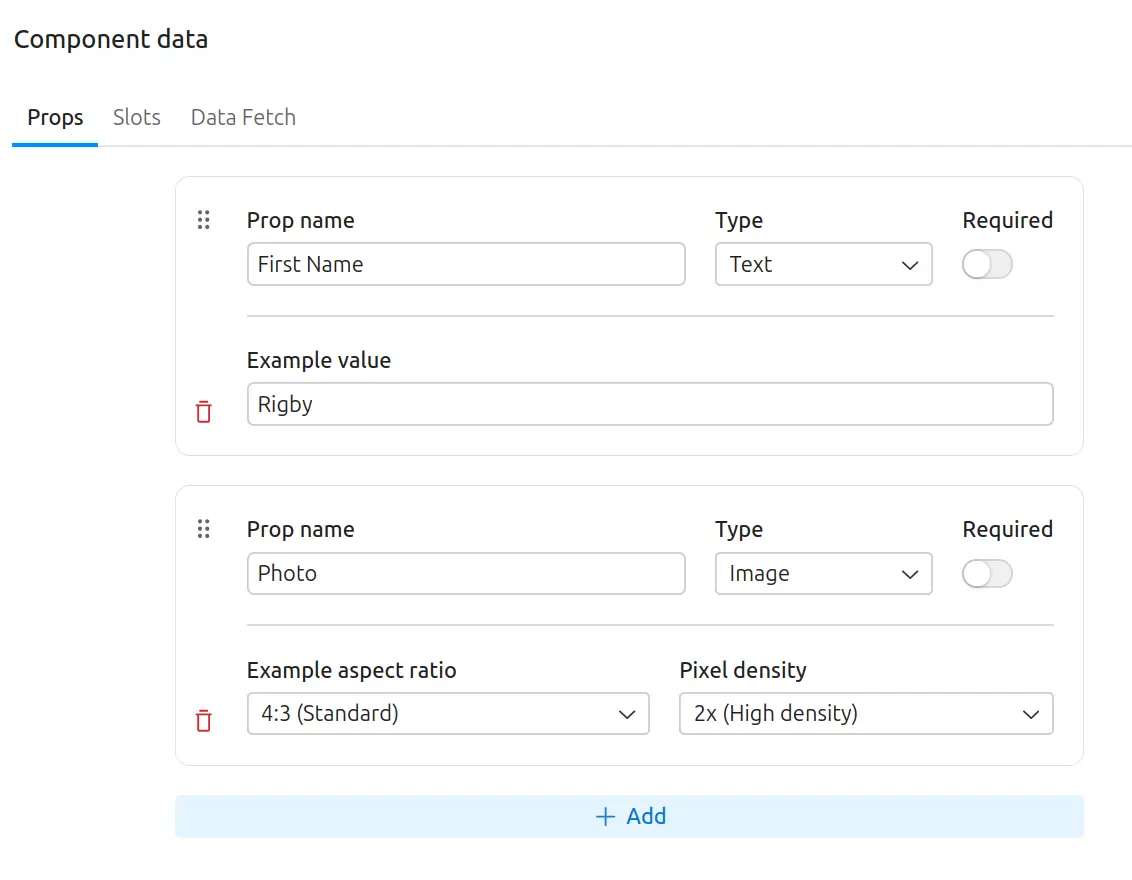 Component data
Props Slots Data Fetch
Prop name Type Required
First Name Text
Example value
Rigby
Prop name Type Required
Photo Image
Example aspect ratio Pixel density
4:3 (Standard) 2x (High density)
+ Add